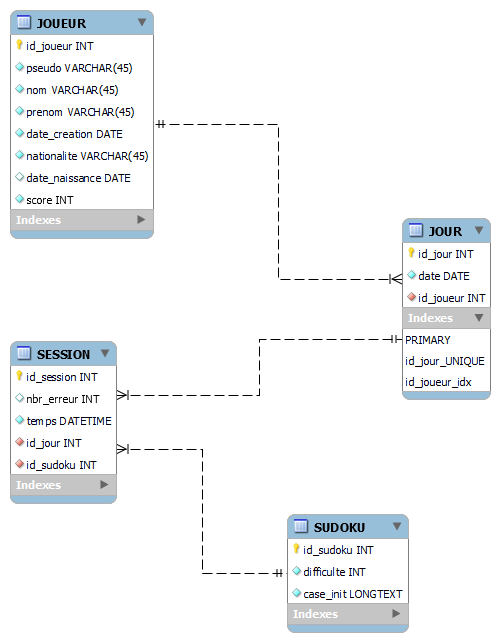 JOUEUR
id_joueur INT
pseudo VARCHAR(45)
nom VARCHAR(45)
prenom VARCHAR(45)
date_creation DATE
nationalite VARCHAR(45)
date_naissance DATE
score INT
Indexes
JOUR
id_jour INT
date DATE
id_joueur INT
Indexes
PRIMARY
id_jour_UNIQUE
id_joueur_idx
SESSION
id_session INT
nbr_erreur INT
temps DATETIME
id_jour INT
id_sudoku INT
Indexes
SUDOKU
id_sudoku INT
difficulte INT
case_init LONGTEXT
Indexes